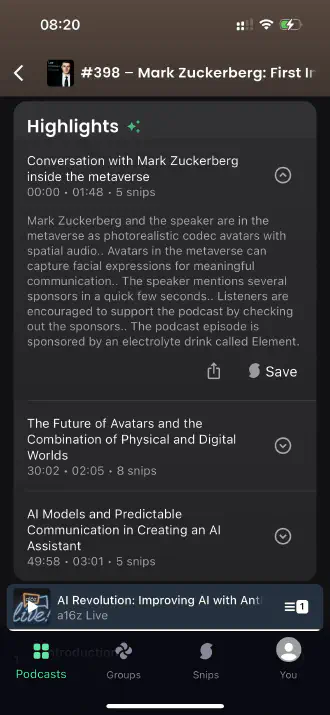 08:20
#398 – Mark Zuckerberg: First In
Highlights
Conversation with Mark Zuckerberg
inside the metaverse
00:00 • 01:48 • 5 snips
Mark Zuckerberg and the speaker are in the
metaverse as photorealistic codec avatars with
spatial audio.. Avatars in the metaverse can
capture facial expressions for meaningful
communication.. The speaker mentions several
sponsors in a quick few seconds.. Listeners are
encouraged to support the podcast by checking
out the sponsors.. The podcast episode is
sponsored by an electrolyte drink called Element.
Save
The Future of Avatars and the
Combination of Physical and Digital
Worlds
30:02 • 02:05 • 8 snips
AI Models and Predictable
Communication in Creating an AI
Assistant
49:58 • 03:01 • 5 snips
live!
AI Revolution: Improving AI with Ant
a16z Live
1
Introduction
Podcasts
Groups
Snips
You